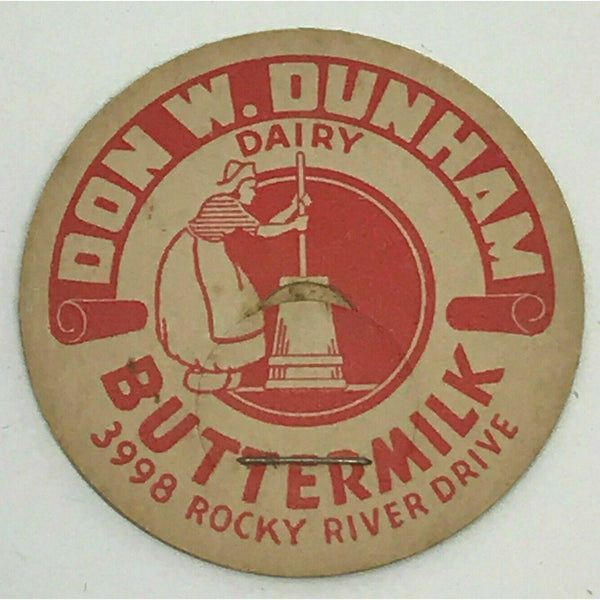 DON W. DUNHAM
DAIRY
BUTTERMILK
3998 ROCKY RIVER DRIVE